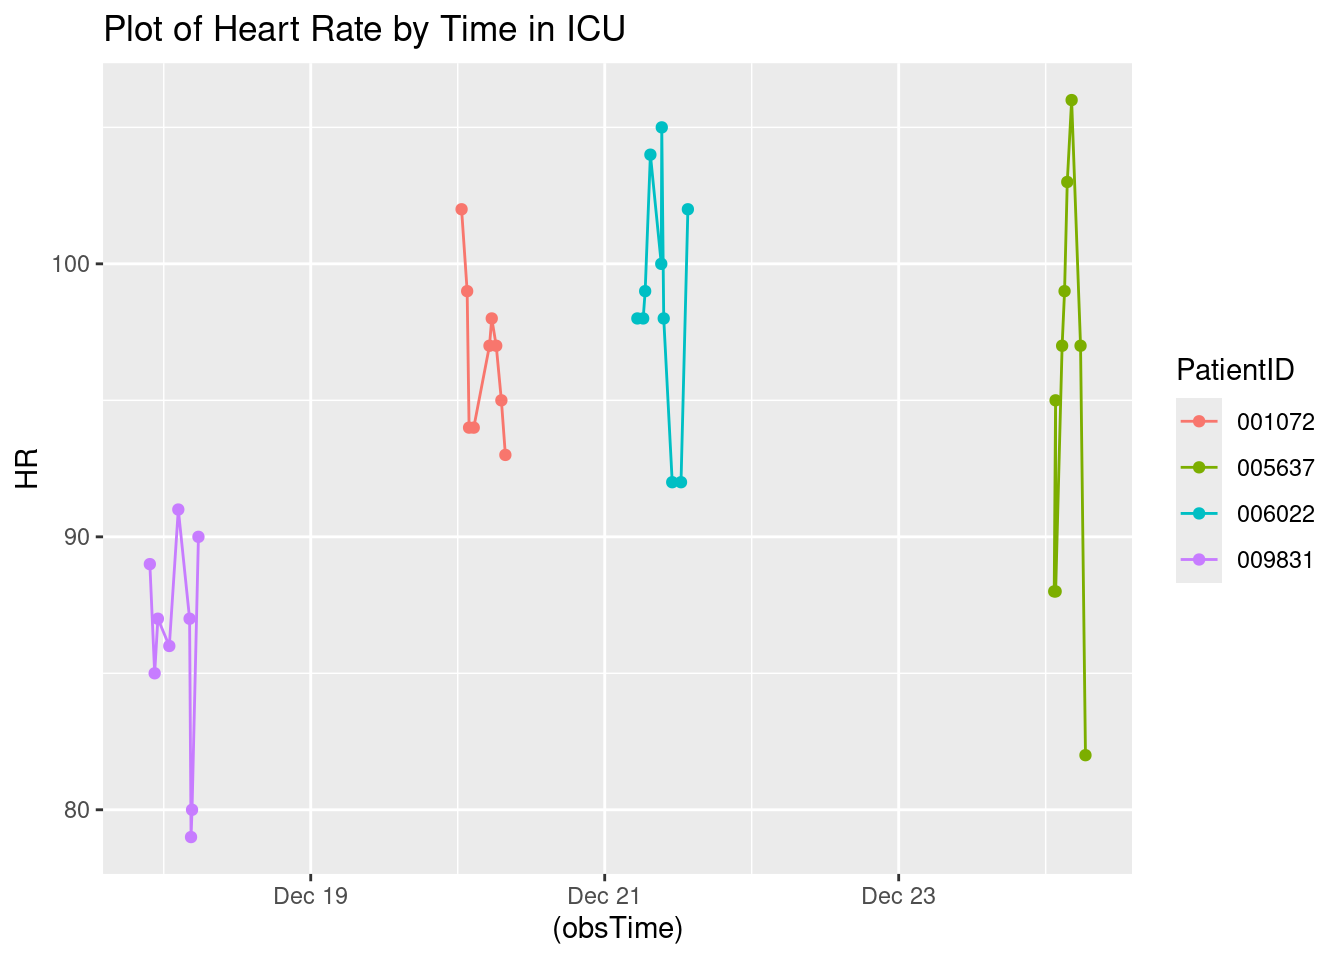 Plot of Heart Rate by Time in ICU
HR
100
90
80
Dec 19
Dec 21
Dec 23
(obsTime)
PatientID
001072
005637
006022
009831